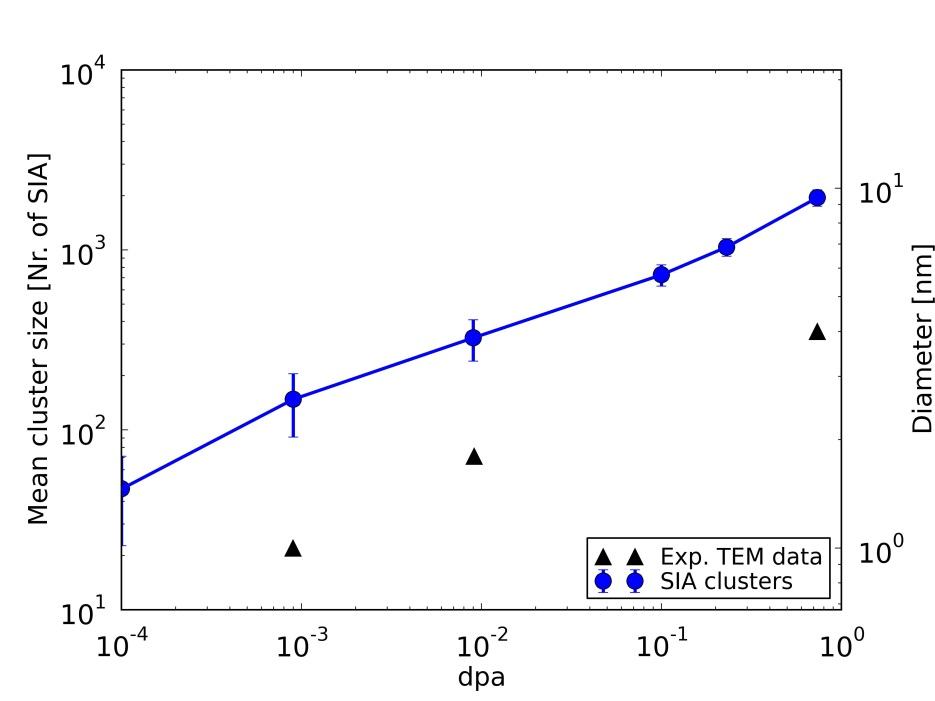 10^4
10^3
10^2
10^1
Mean cluster size [Nr. of SIA]
10^1
10^0
Diameter [nm]
Exp. TEM data
SIA clusters
10^-4 10^-3 10^-2 10^-1 10^0
dpa